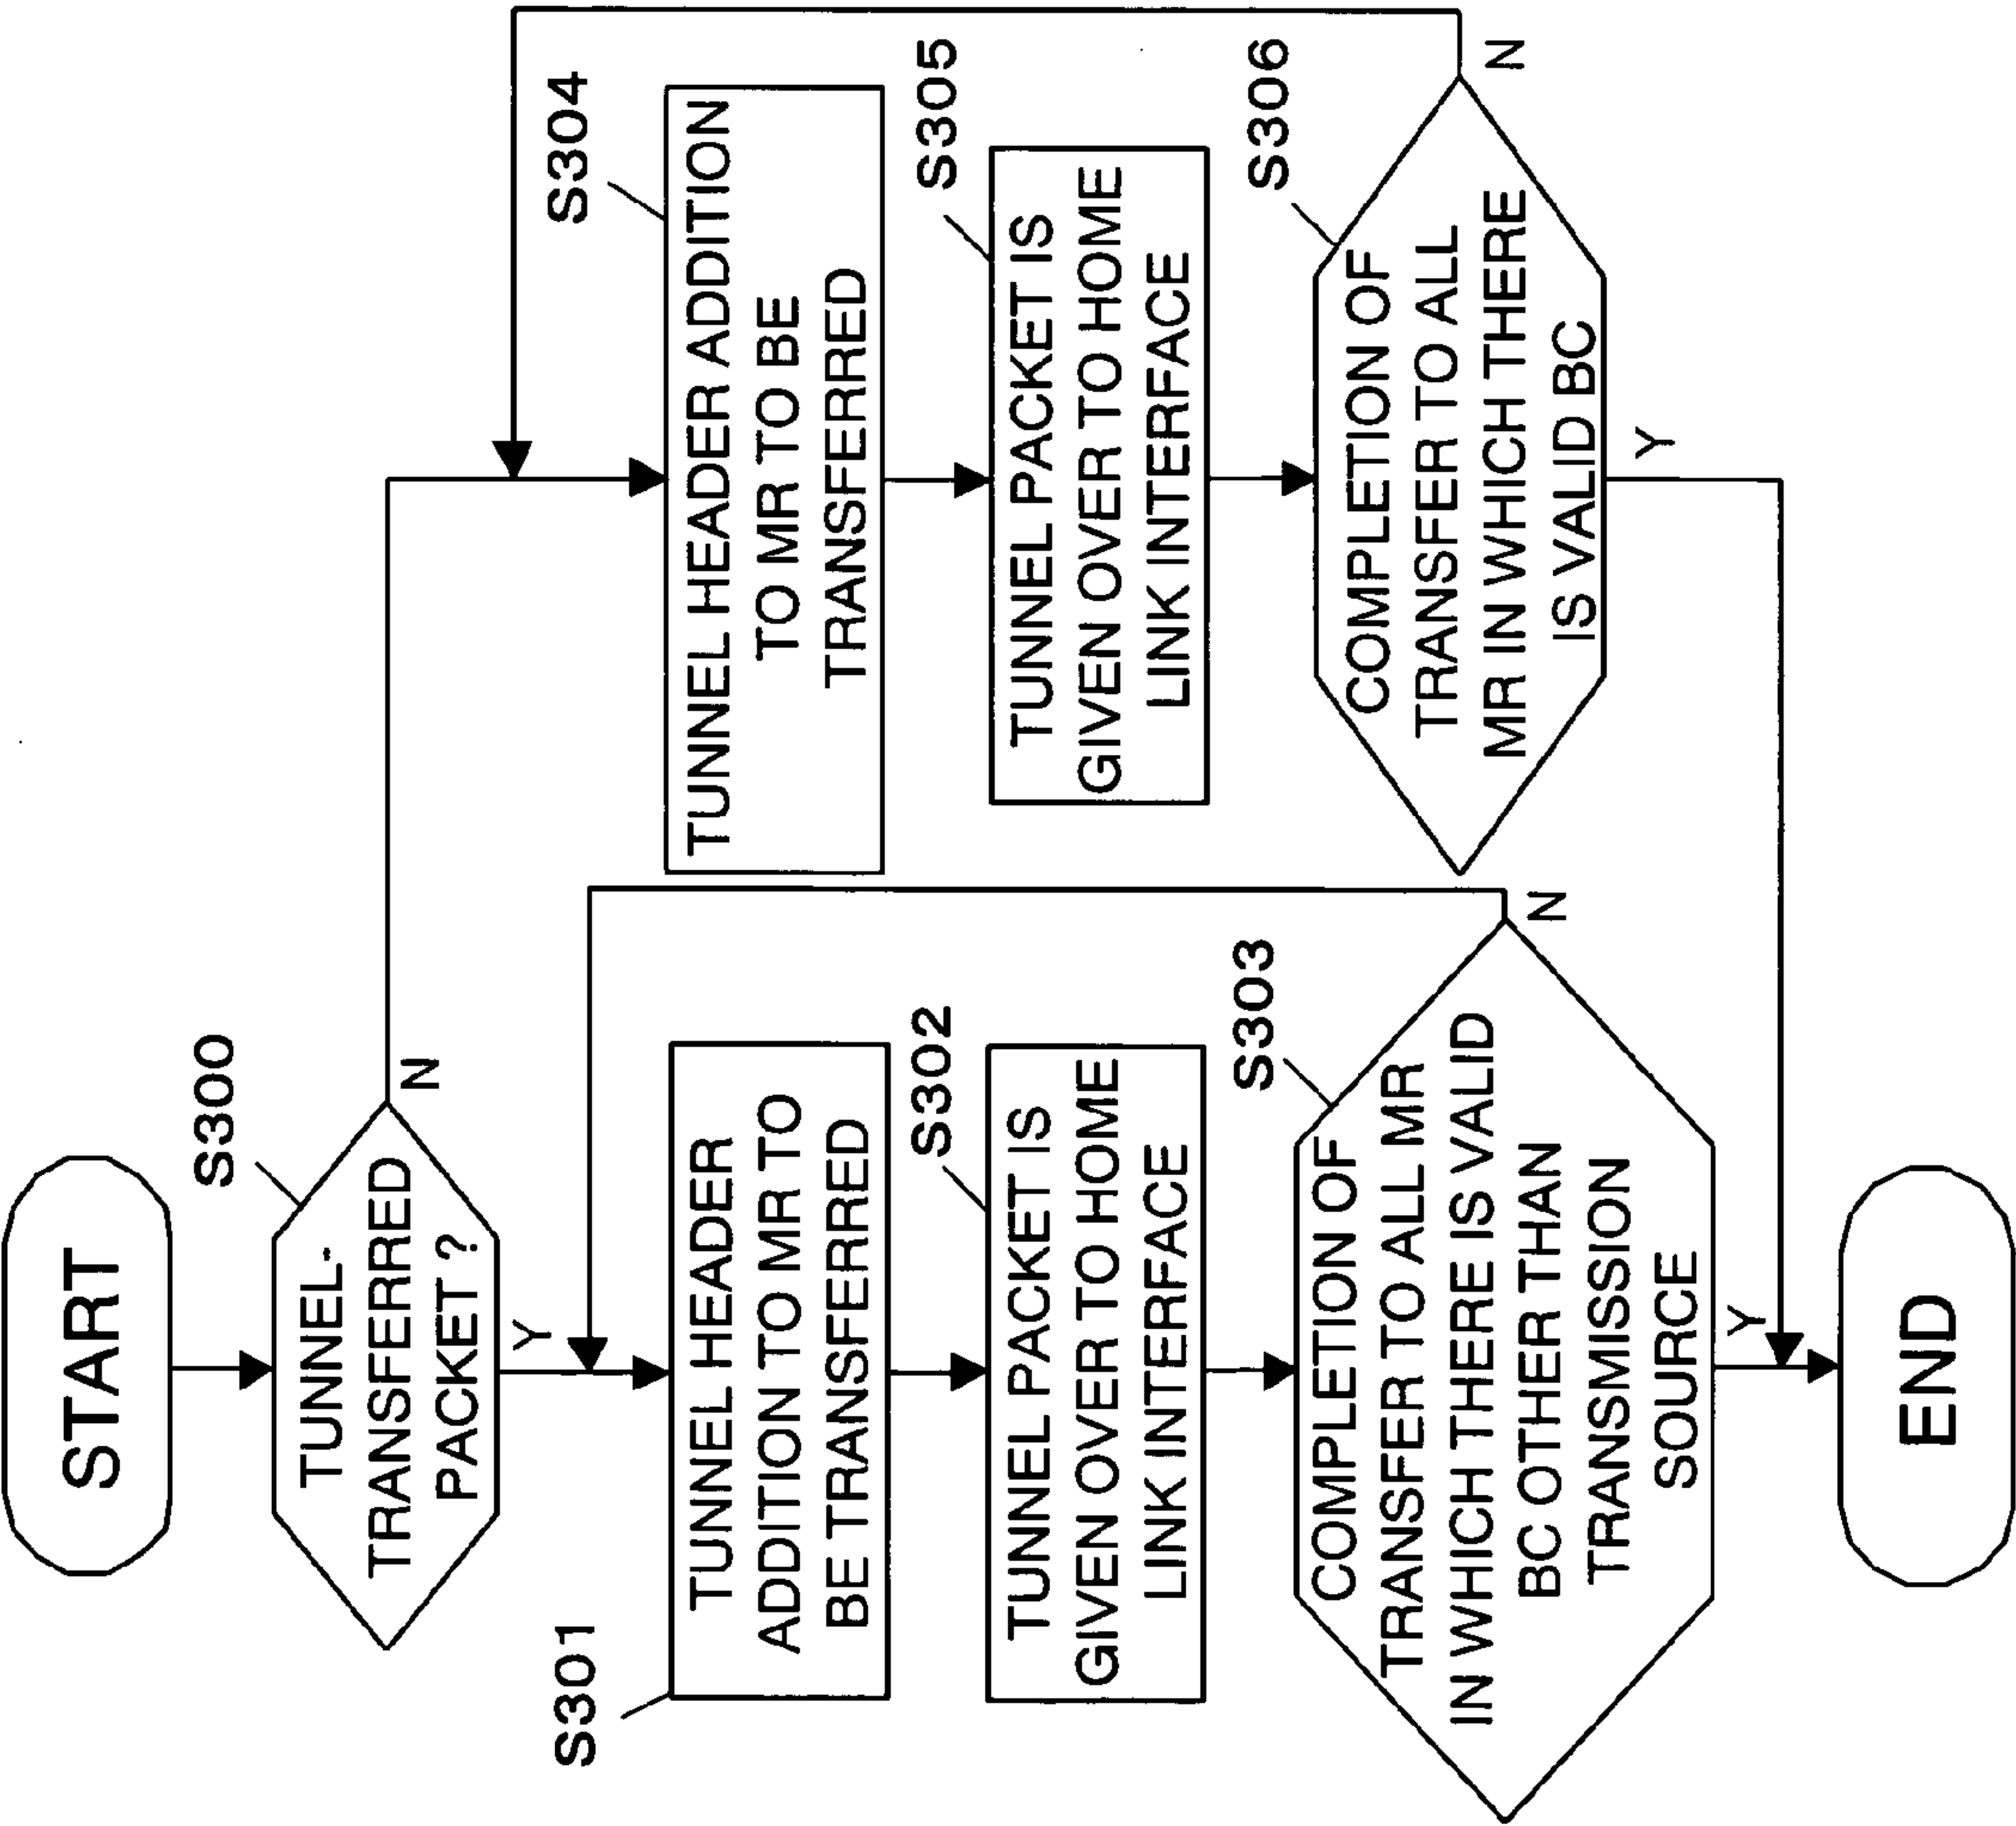 START
S300
TUNNEL-
TRANSFERRED
PACKET ?
N
Y
S301
TUNNEL HEADER
ADDITION TO MR TO
BE TRANSFERRED
S302
TUNNEL PACKET IS
GIVEN OVER TO HOME
LINK INTERFACE
S303
COMPLETION OF
TRANSFER TO ALL MR
IN WHICH THERE IS VALID
BC OTHER THAN
TRANSMISSION
SOURCE
N
Y
S304
TUNNEL HEADER ADDITION
TO MR TO BE
TRANSFERRED
S305
TUNNEL PACKET IS
GIVEN OVER TO HOME
LINK INTERFACE
S306
COMPLETION OF
TRANSFER TO ALL
MR IN WHICH THERE
IS VALID BC
N
Y
END